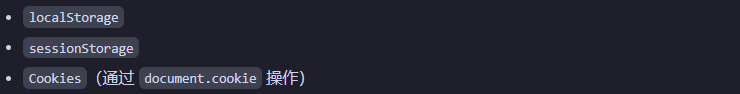 localStorage
sessionStorage
Cookies（通过 document.cookie 操作）